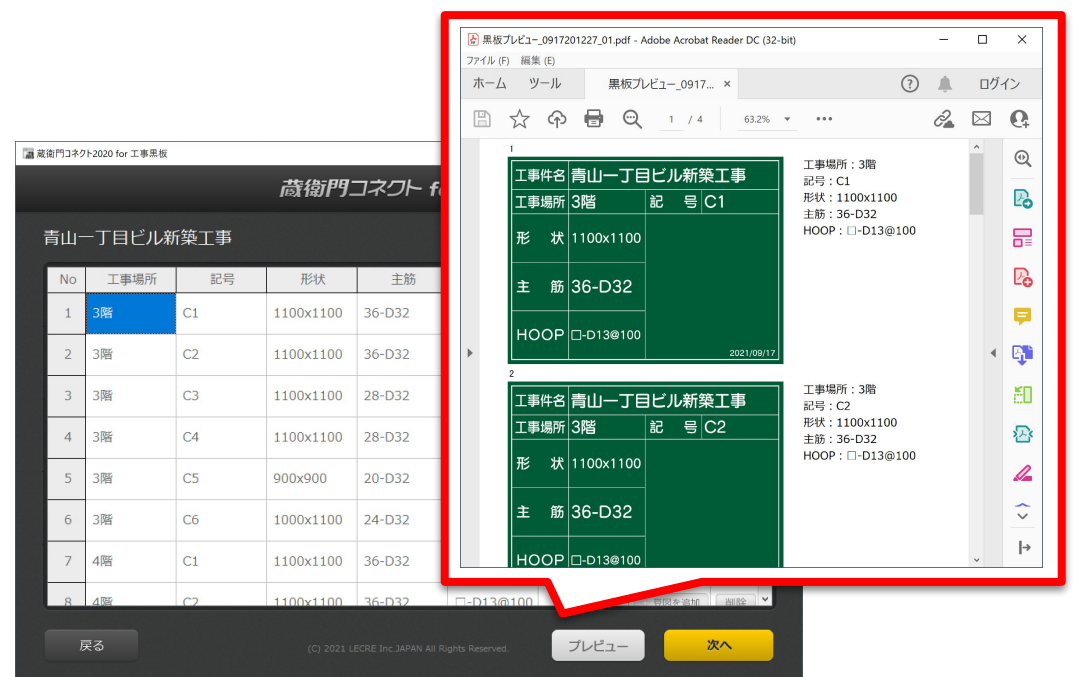 黒板プレビュー_0917201227_01.pdf - Adobe Acrobat Reader DC (32-bit)
ファイル (F) 編集 (E)
ホーム ツール 黒板プレビュー_0917... × ? ログイン
1 / 4 63.2%
1
工事件名 青山一丁目ビル新築工事
工事場所 3階 記 号 C1
形 状 1100x1100
主 筋 36-D32
HOOP □-D13@100
2021/09/17
工事場所：3階
記号：C1
形状：1100x1100
主筋：36-D32
HOOP：□-D13@100
2
工事件名 青山一丁目ビル新築工事
工事場所 3階 記 号 C2
形 状 1100x1100
主 筋 36-D32
HOOP □-D13@100
工事場所：3階
記号：C2
形状：1100x1100
主筋：36-D32
HOOP：□-D13@100
蔵衛門コネクト2020 for 工事黒板
蔵衛門コネクト
青山一丁目ビル新築工事
No 工事場所 記号 形状 主筋
1 3階 C1 1100x1100 36-D32
2 3階 C2 1100x1100 36-D32
3 3階 C3 1100x1100 28-D32
4 3階 C4 1100x1100 28-D32
5 3階 C5 900x900 20-D32
6 3階 C6 1000x1100 24-D32
7 4階 C1 1100x1100 36-D32
8 4階 C2 1100x1100 36-D32 □-D13@100 削除
戻る (C) 2021 LECRE Inc.JAPAN All Rights Reserved. プレビュー 次へ